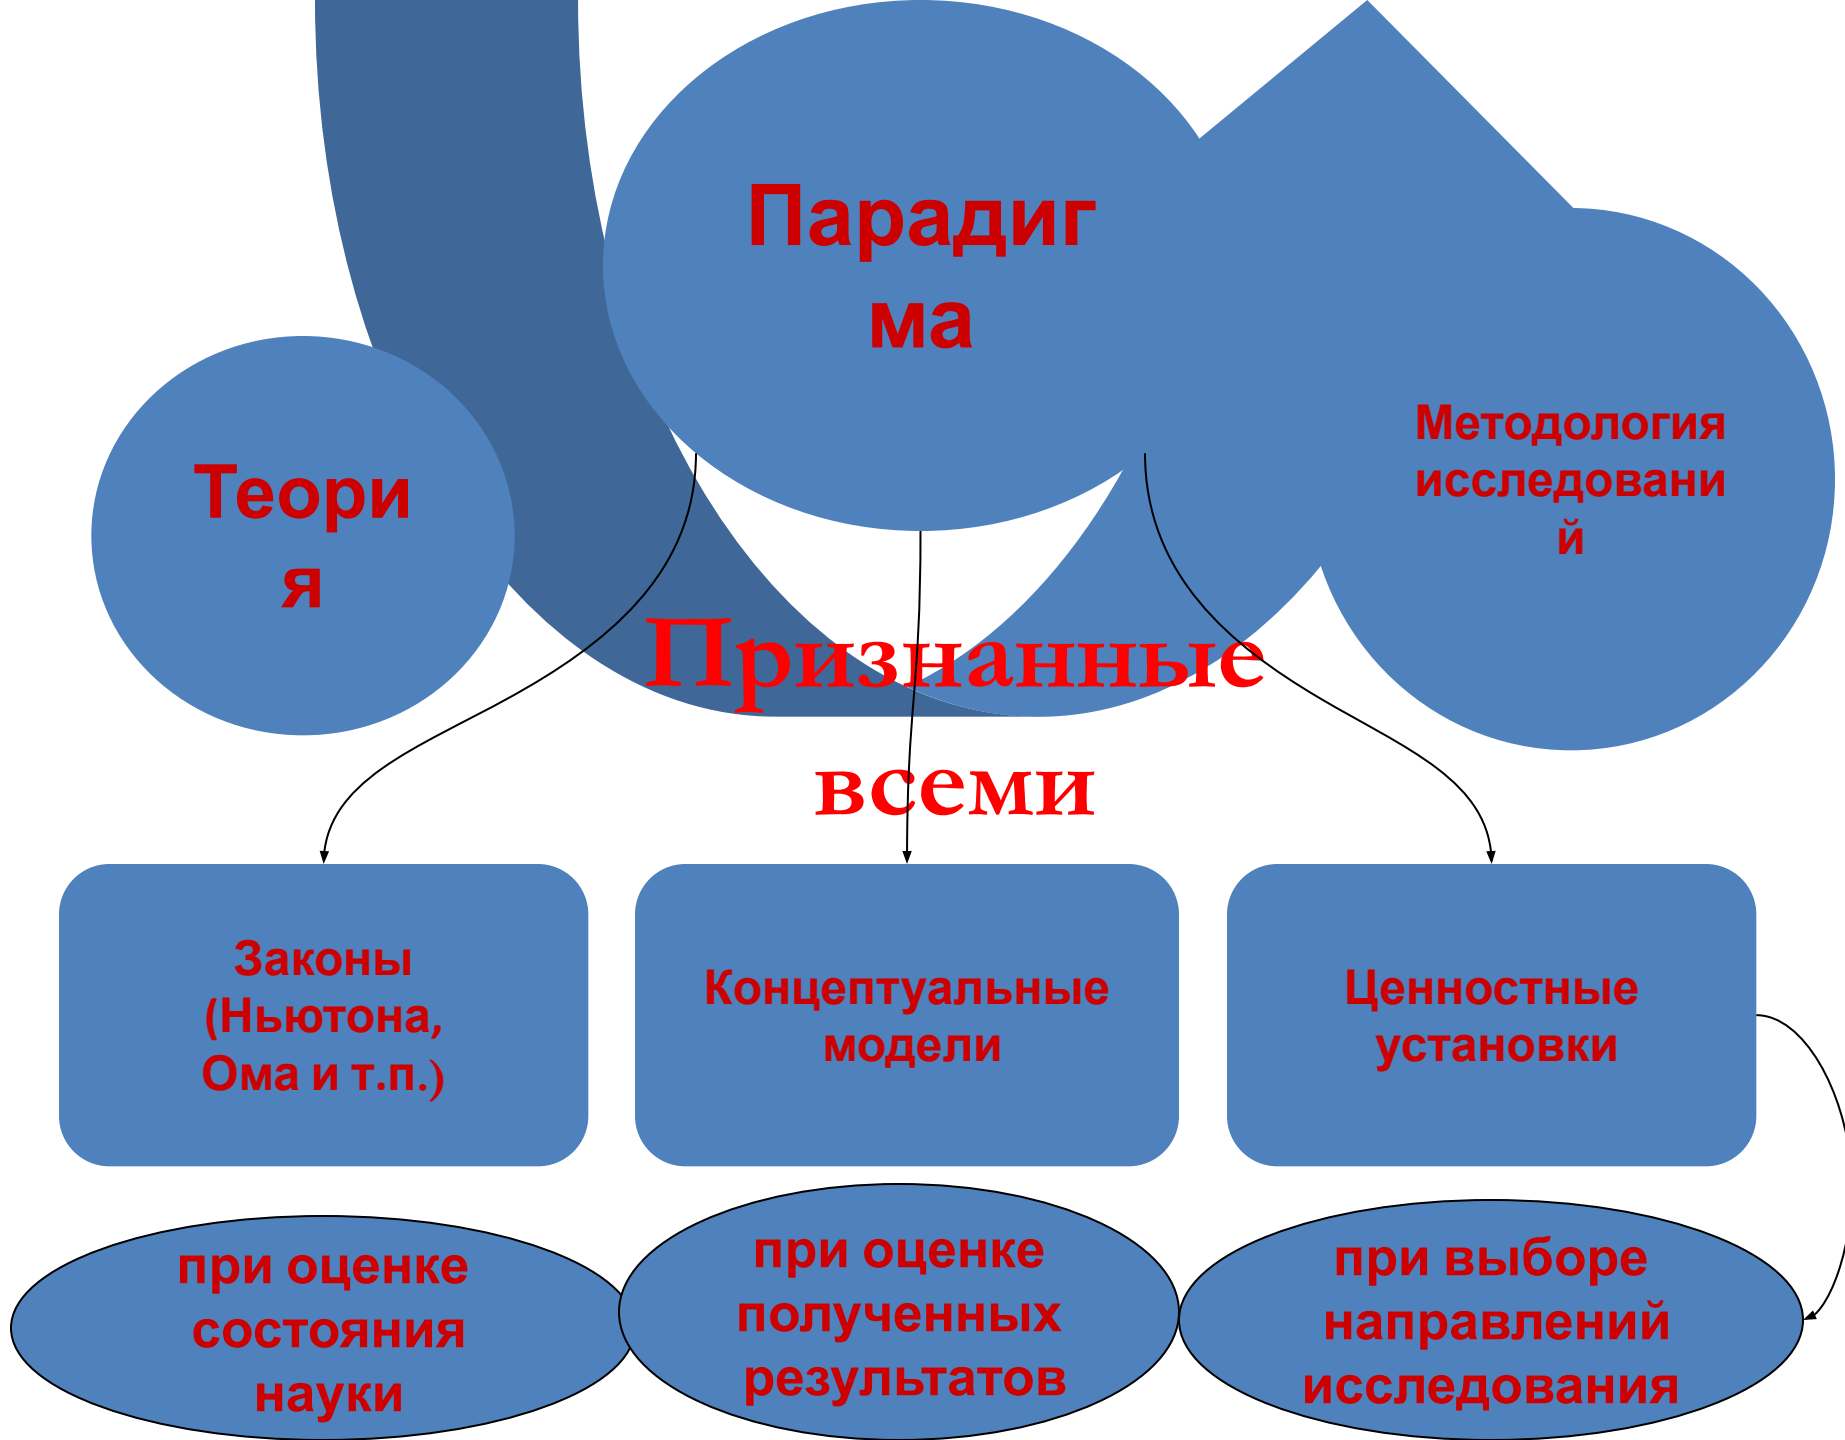 Парадиг
ма
Теори
я
Методология
исследовани
й
Признанные
всеми
Законы
(Ньютона,
Ома и т.п.)
Концептуальные
модели
Ценностные
установки
при оценке
состояния
науки
при оценке
полученных
результатов
при выборе
направлений
исследования